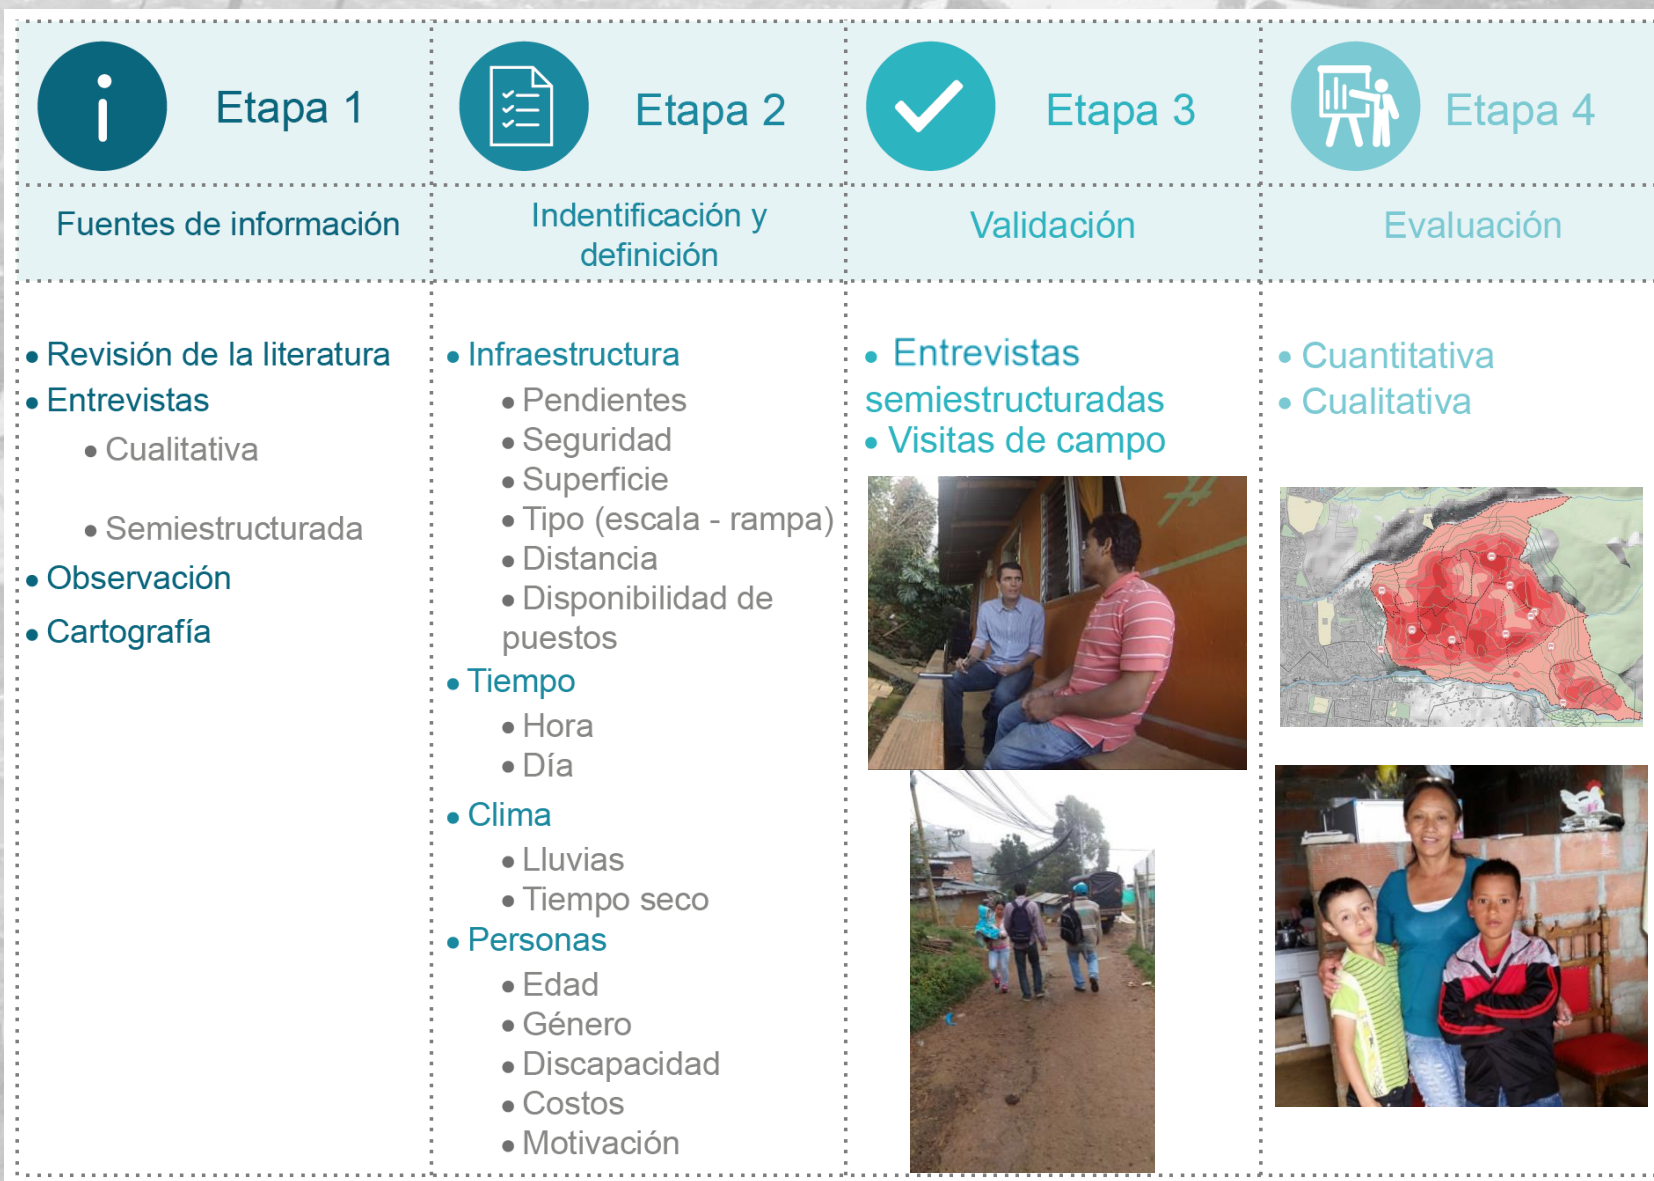 Etapa 1
Fuentes de información
• Revisión de la literatura
• Entrevistas
• Cualitativa
• Semiestructurada
• Observación
• Cartografía
Etapa 2
Indentificación y
definición
• Infraestructura
• Pendientes
• Seguridad
• Superficie
• Tipo (escala - rampa)
• Distancia
• Disponibilidad de
puestos
• Tiempo
• Hora
• Día
• Clima
• Lluvias
• Tiempo seco
• Personas
• Edad
• Género
• Discapacidad
• Costos
• Motivación
Etapa 3
Validación
• Entrevistas
semiestructuradas
• Visitas de campo
Etapa 4
Evaluación
• Cuantitativa
• Cualitativa